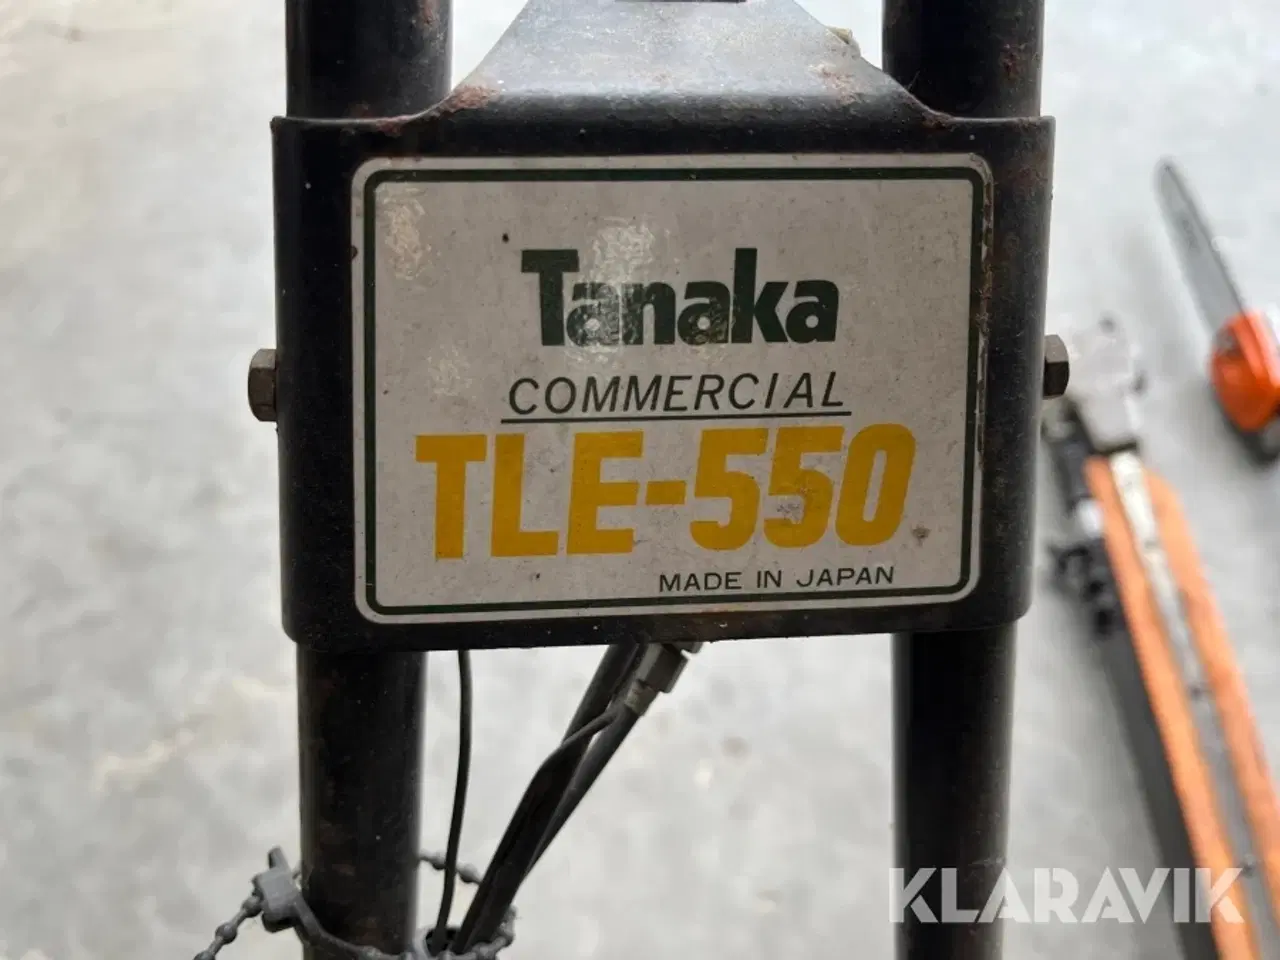 Tanaka
COMMERCIAL
TLE-550
MADE IN JAPAN
KLARAVIK